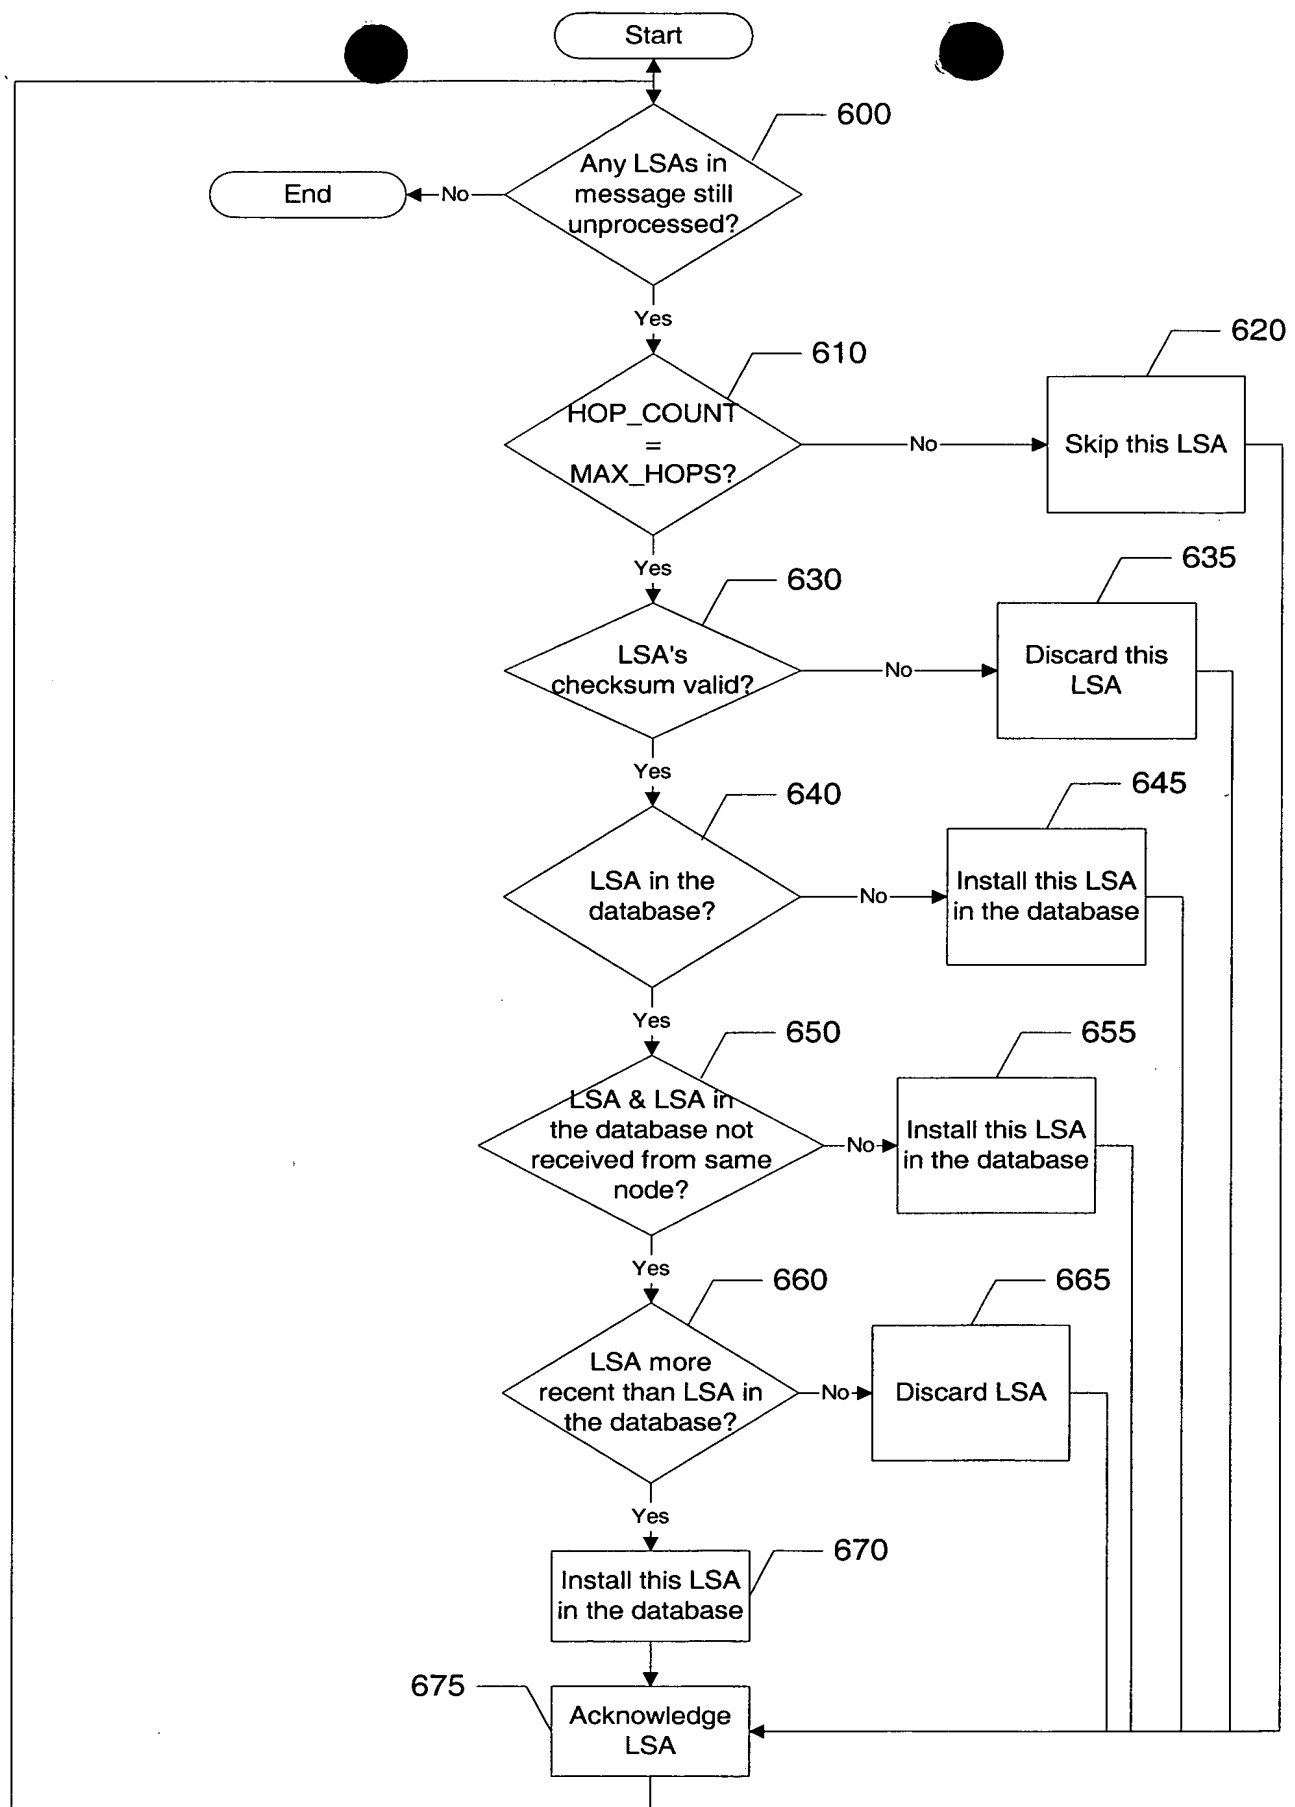 Start
600
Any LSAs in
message still
unprocessed?
No
End
Yes
610
HOP_COUNT
=
MAX_HOPS?
No
620
Skip this LSA
Yes
630
LSA's
checksum valid?
No
635
Discard this
LSA
Yes
640
LSA in the
database?
No
645
Install this LSA
in the database
Yes
650
LSA & LSA in
the database not
received from same
node?
No
655
Install this LSA
in the database
Yes
660
LSA more
recent than LSA in
the database?
No
665
Discard LSA
Yes
670
Install this LSA
in the database
675
Acknowledge
LSA